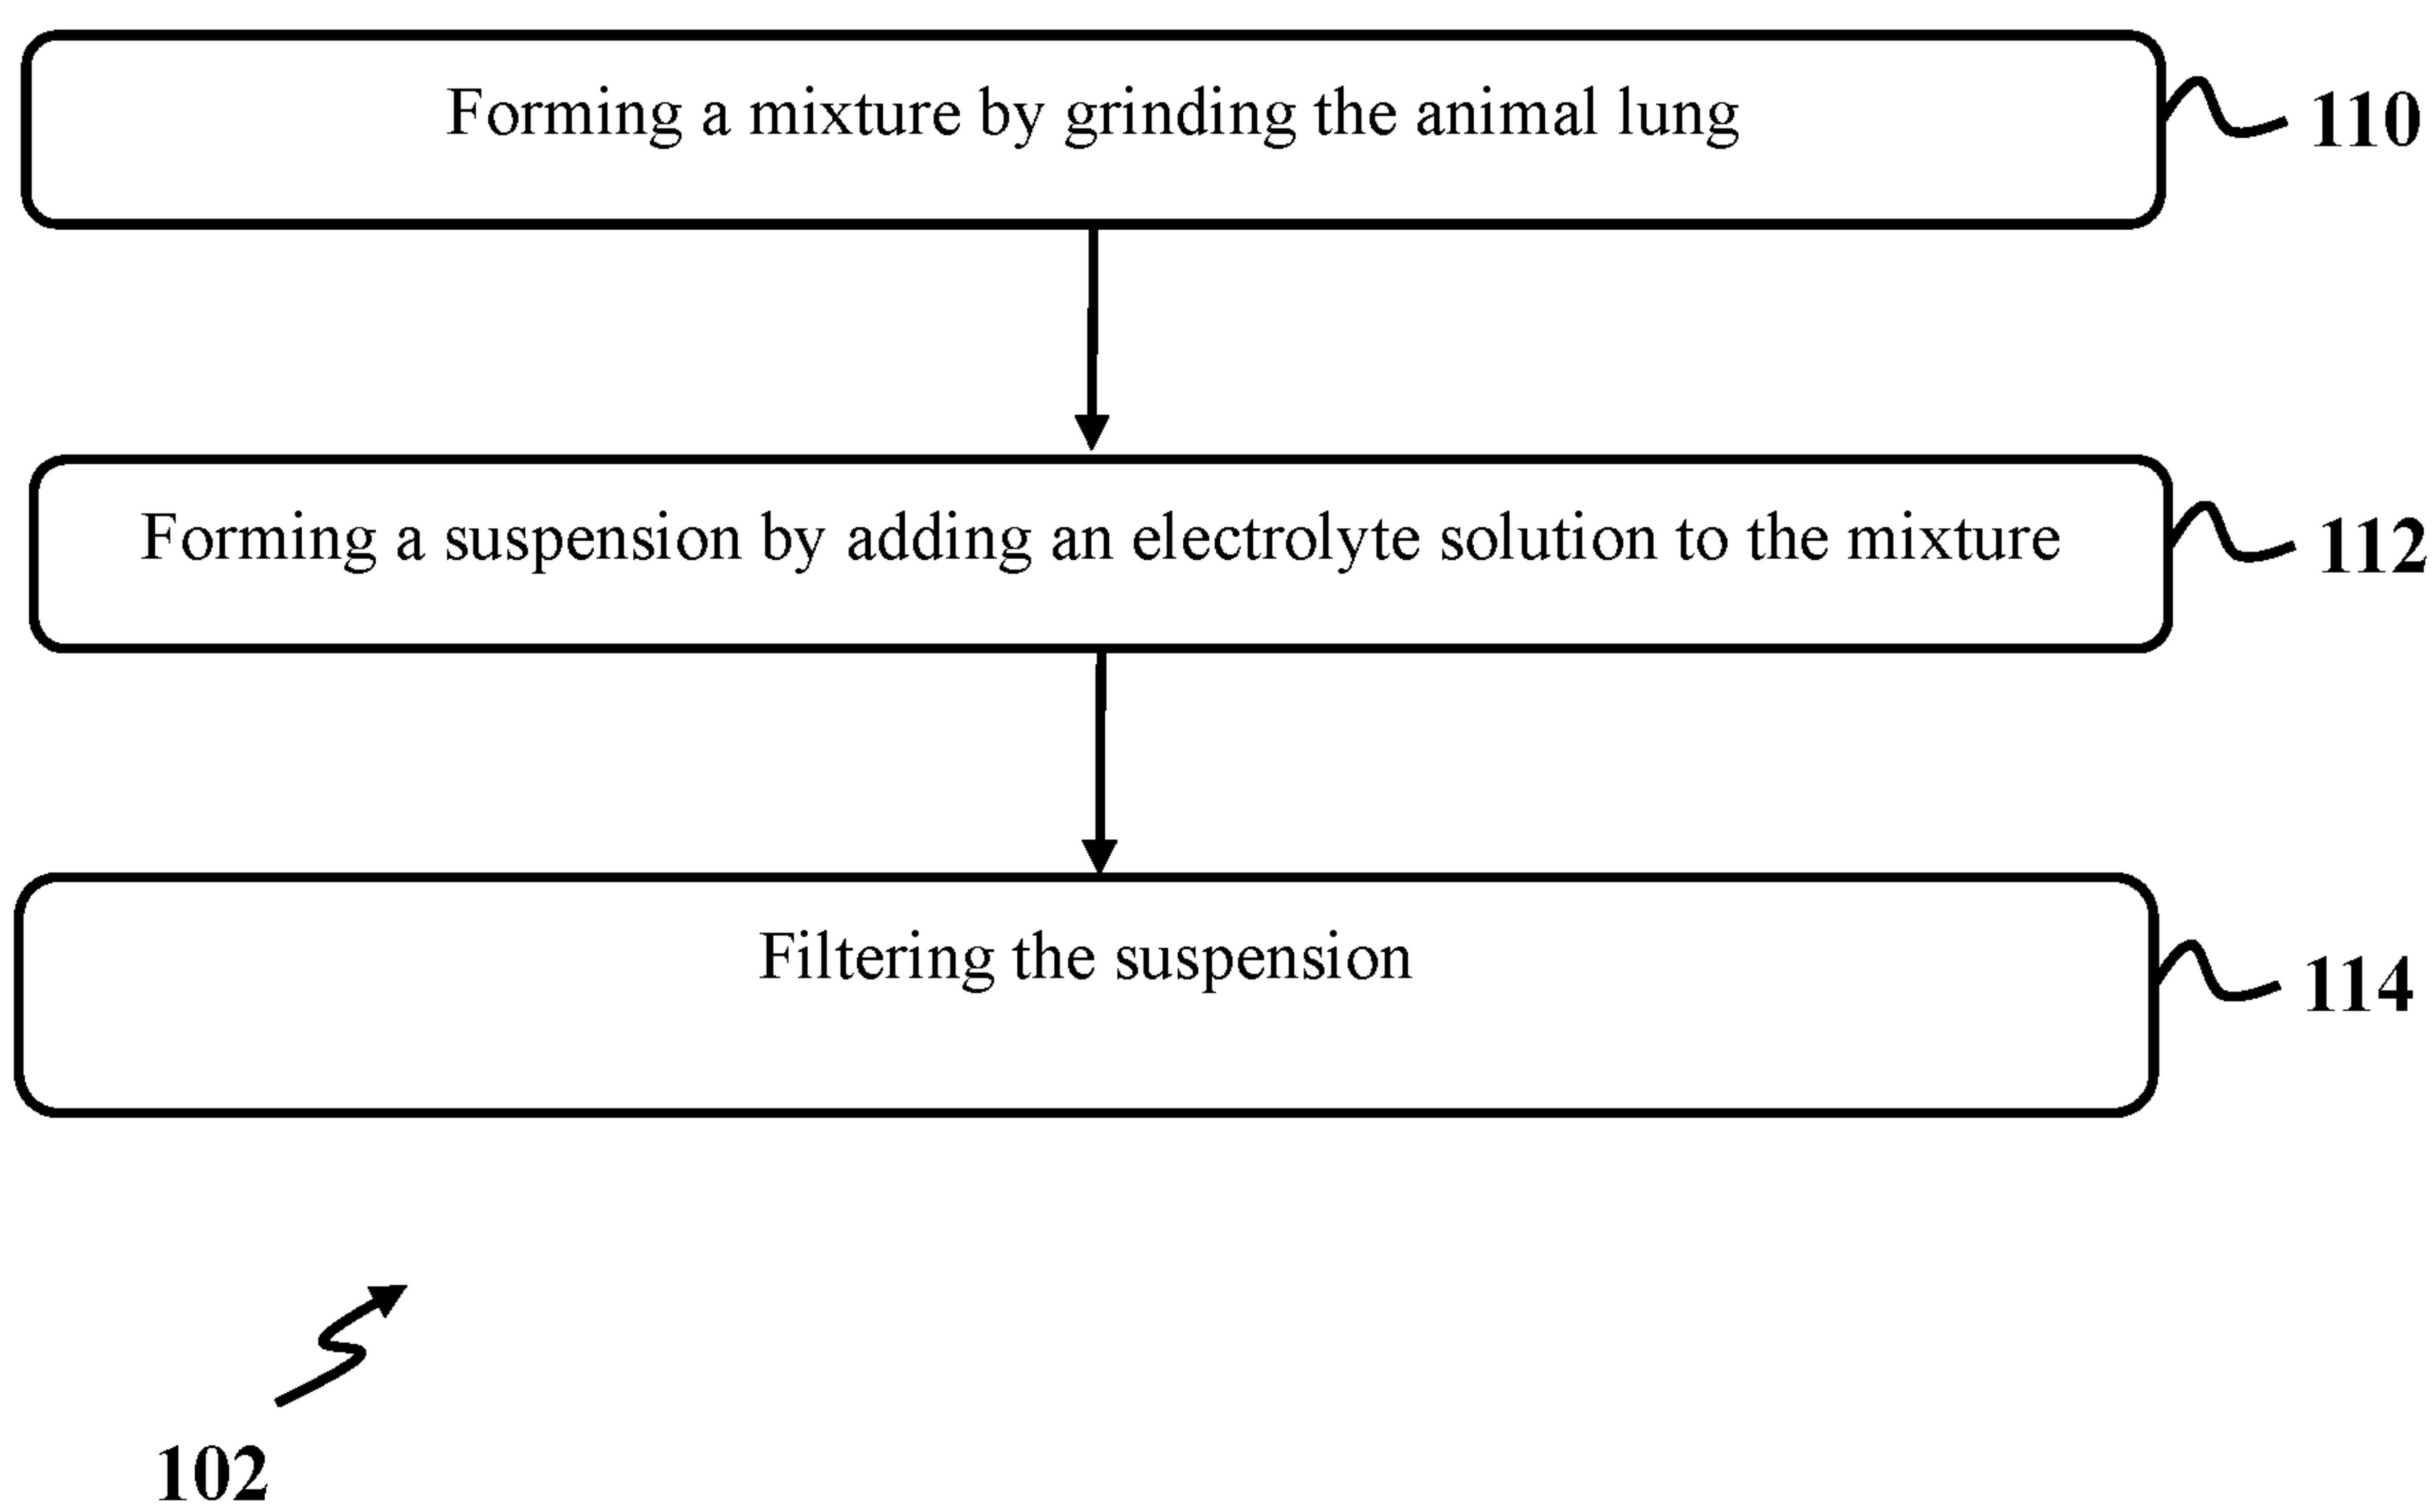 Forming a mixture by grinding the animal lung
110
Forming a suspension by adding an electrolyte solution to the mixture
112
Filtering the suspension
114
102